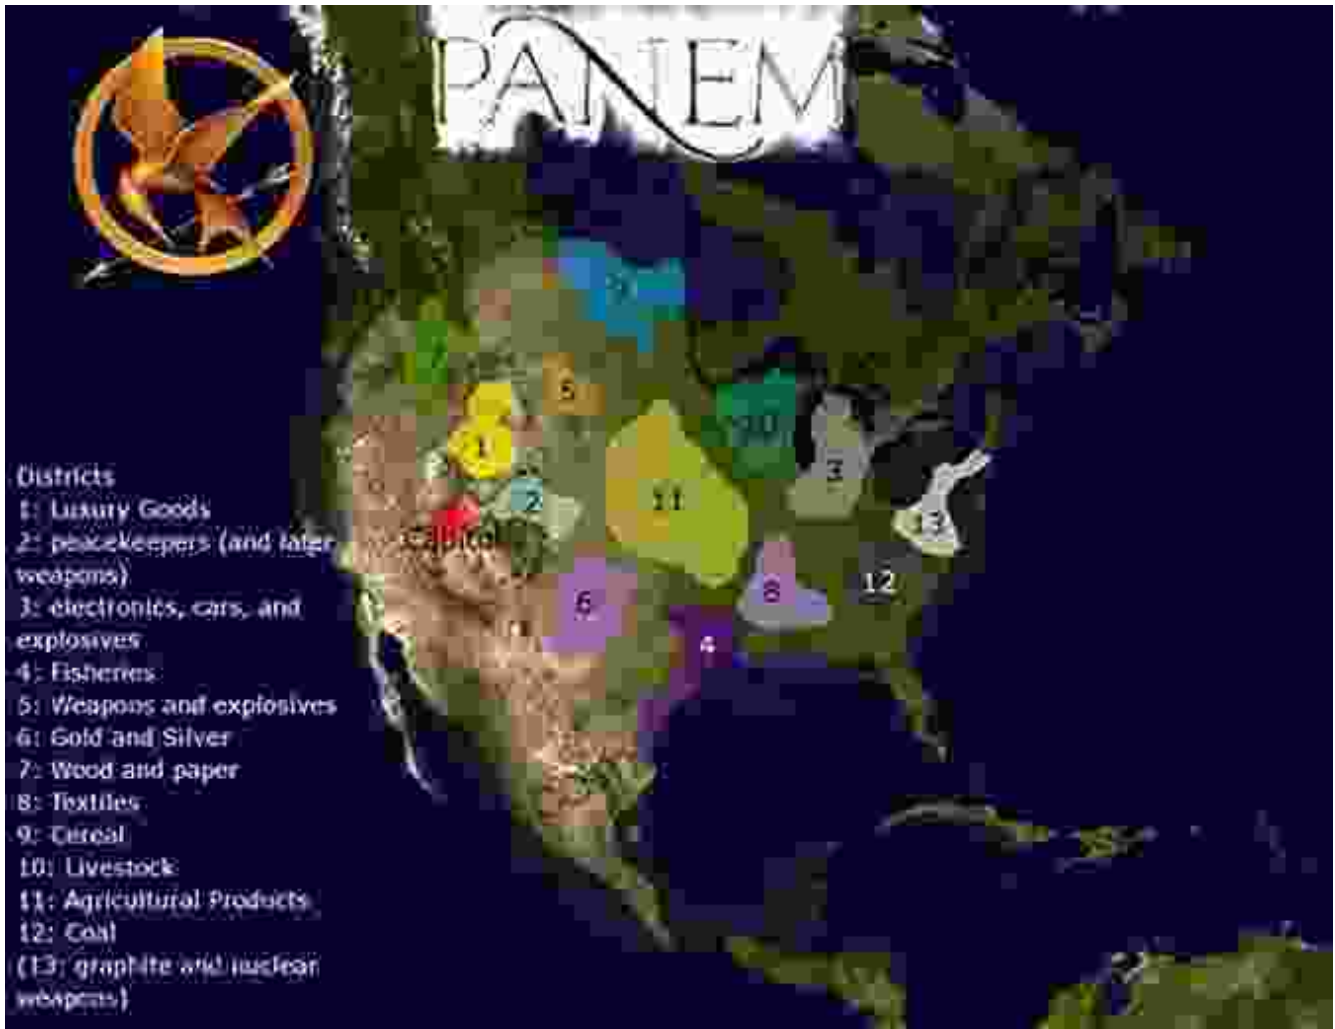 PANEM
9
7
5
1
10
11
3
2
13
Capitol
12
6
8
4
Districts
1: Luxury Goods
2: peacekeepers (and later
weapons)
3: electronics, cars, and
explosives
4: Fisheries
5: Weapons and explosives
6: Gold and Silver
7: Wood and paper
8: Textiles
9: Cereal
10: Livestock
11: Agricultural Products
12: Coal
(13: graphite and nuclear
weapons)